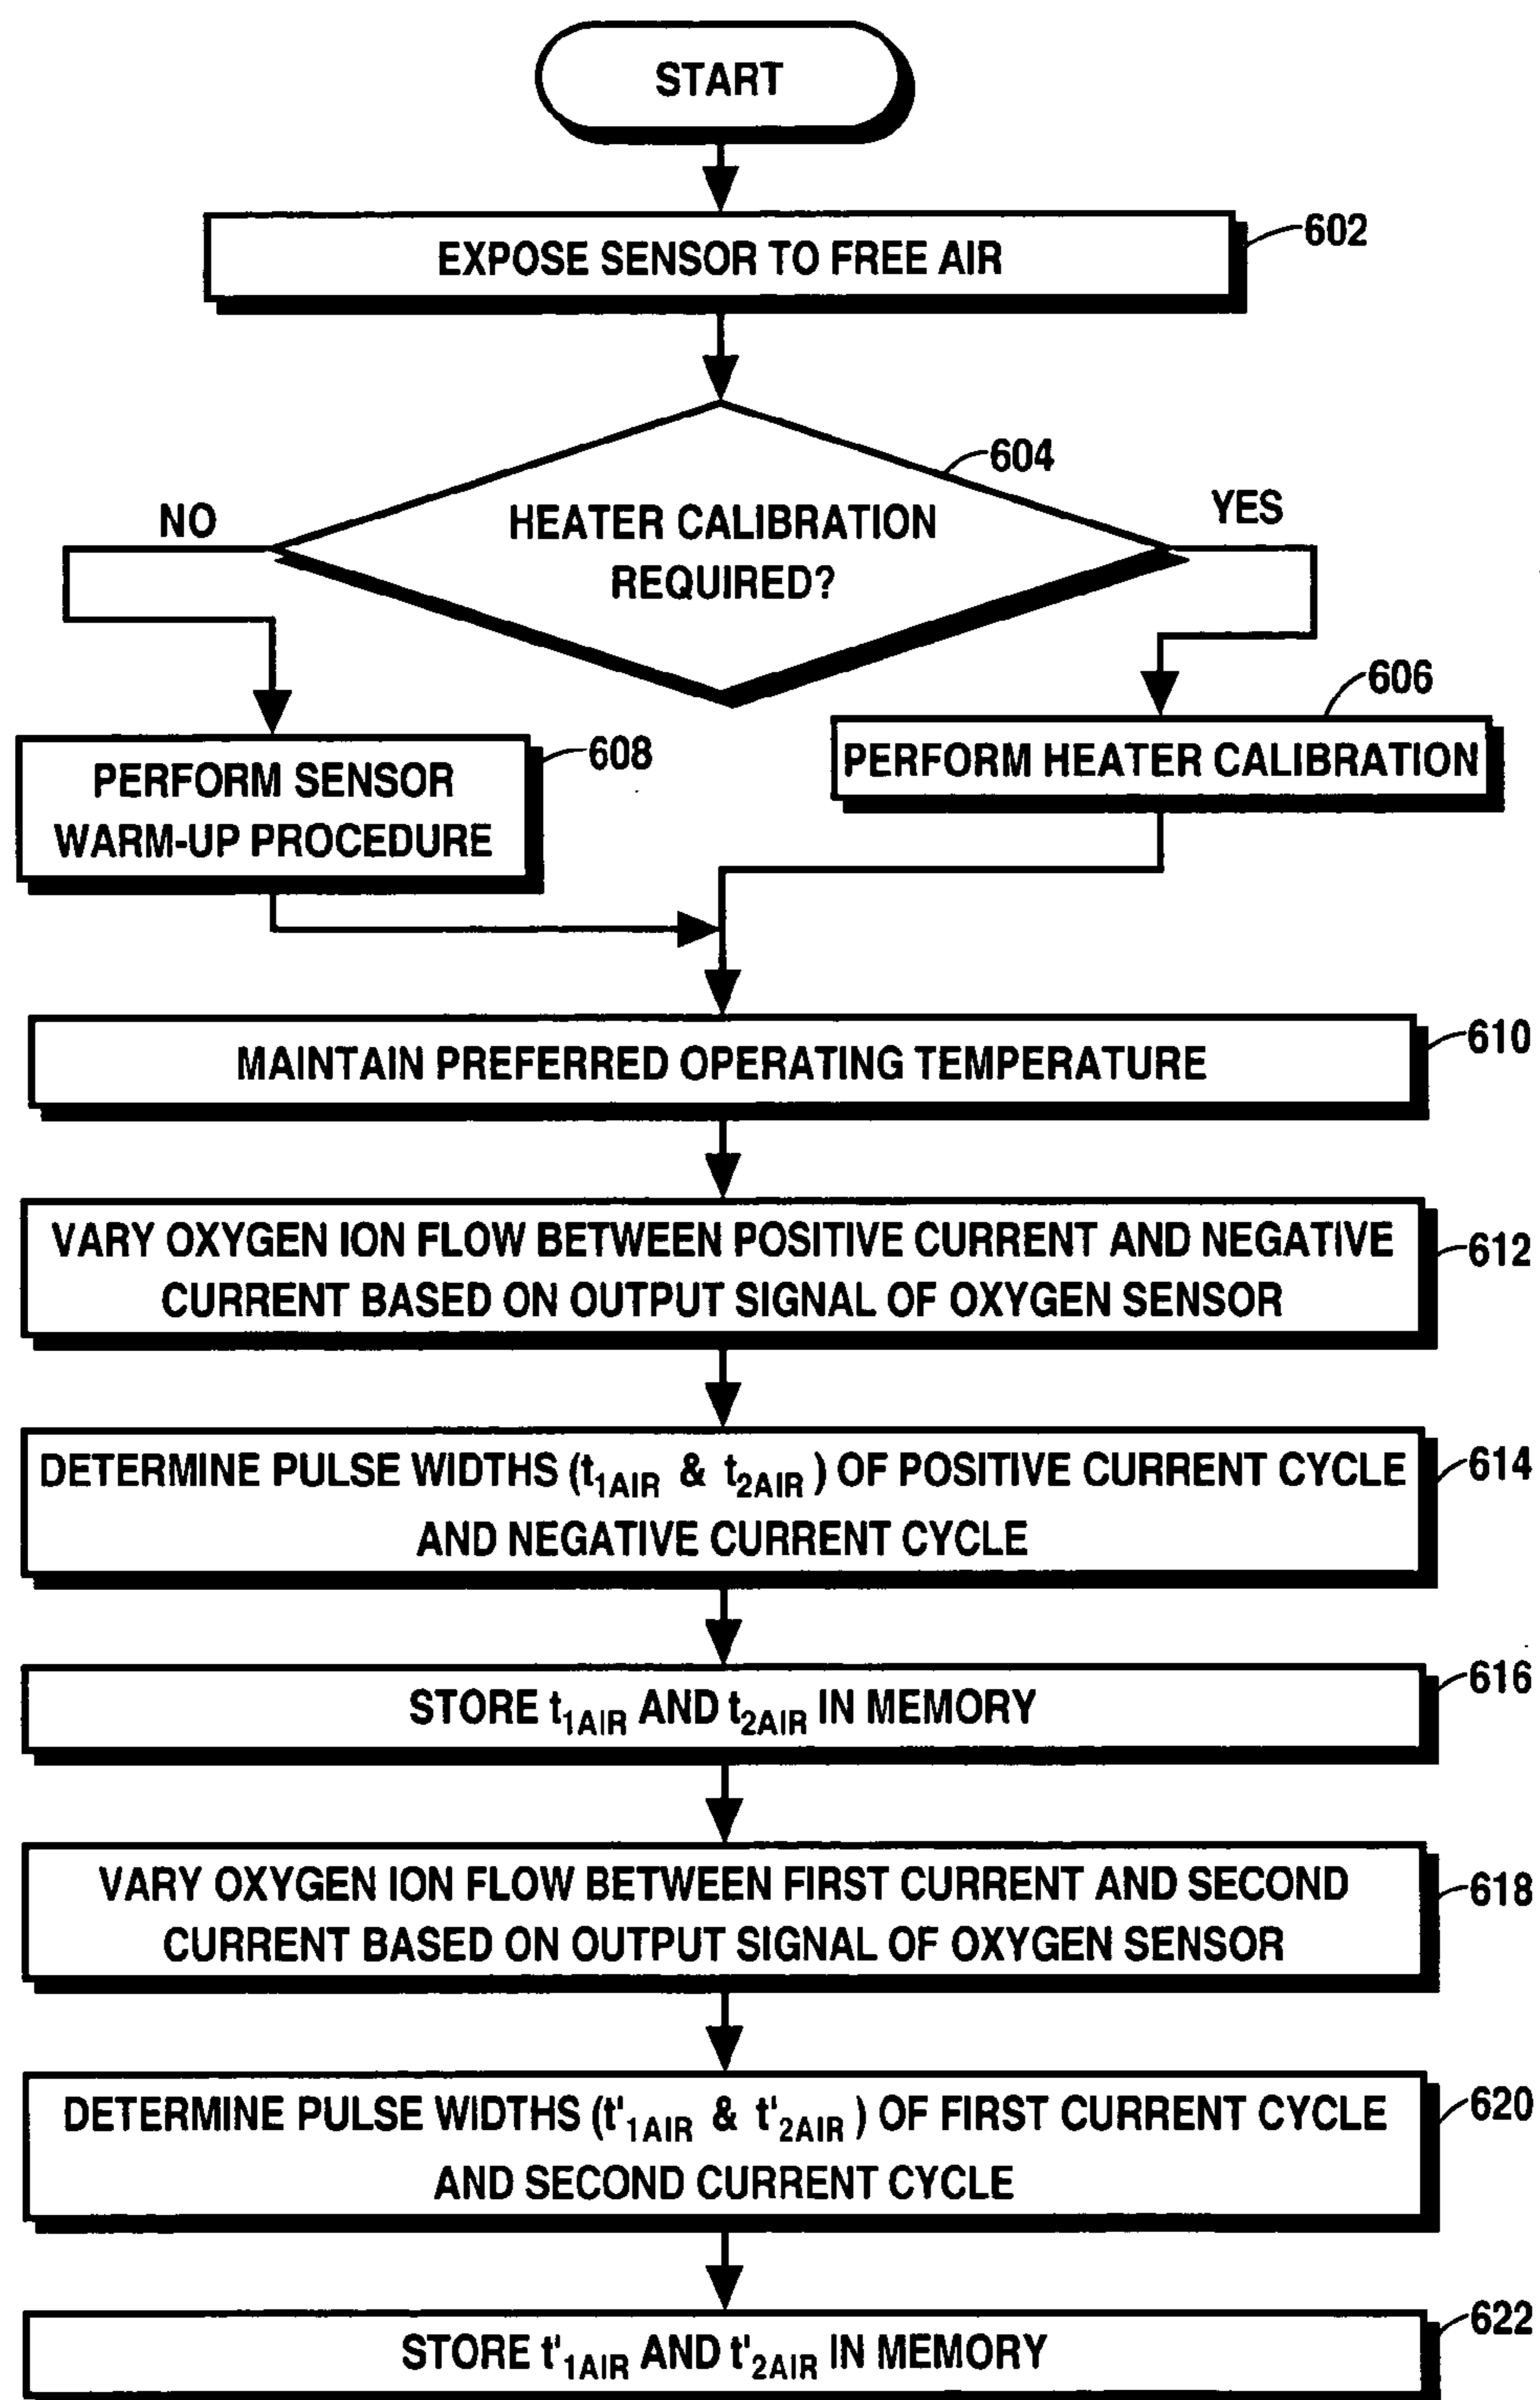 START
EXPOSE SENSOR TO FREE AIR
602
604
HEATER CALIBRATION
REQUIRED?
NO
YES
606
PERFORM HEATER CALIBRATION
608
PERFORM SENSOR
WARM-UP PROCEDURE
MAINTAIN PREFERRED OPERATING TEMPERATURE
610
VARY OXYGEN ION FLOW BETWEEN POSITIVE CURRENT AND NEGATIVE
CURRENT BASED ON OUTPUT SIGNAL OF OXYGEN SENSOR
612
DETERMINE PULSE WIDTHS (t1AIR & t2AIR ) OF POSITIVE CURRENT CYCLE
AND NEGATIVE CURRENT CYCLE
614
STORE t1AIR AND t2AIR IN MEMORY
616
VARY OXYGEN ION FLOW BETWEEN FIRST CURRENT AND SECOND
CURRENT BASED ON OUTPUT SIGNAL OF OXYGEN SENSOR
618
DETERMINE PULSE WIDTHS (t'1AIR & t'2AIR ) OF FIRST CURRENT CYCLE
AND SECOND CURRENT CYCLE
620
STORE t'1AIR AND t'2AIR IN MEMORY
622